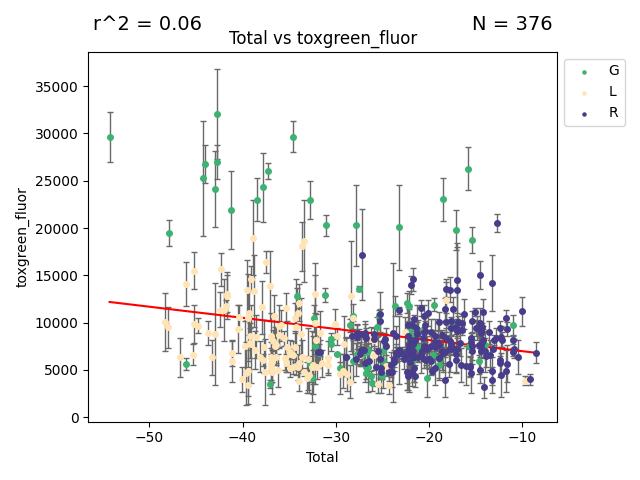 r^2 = 0.06
N = 376
Total vs toxgreen_fluor
35000
30000
25000
20000
15000
10000
5000
0
toxgreen_fluor
−50
−40
−30
−20
−10
Total
G
L
R